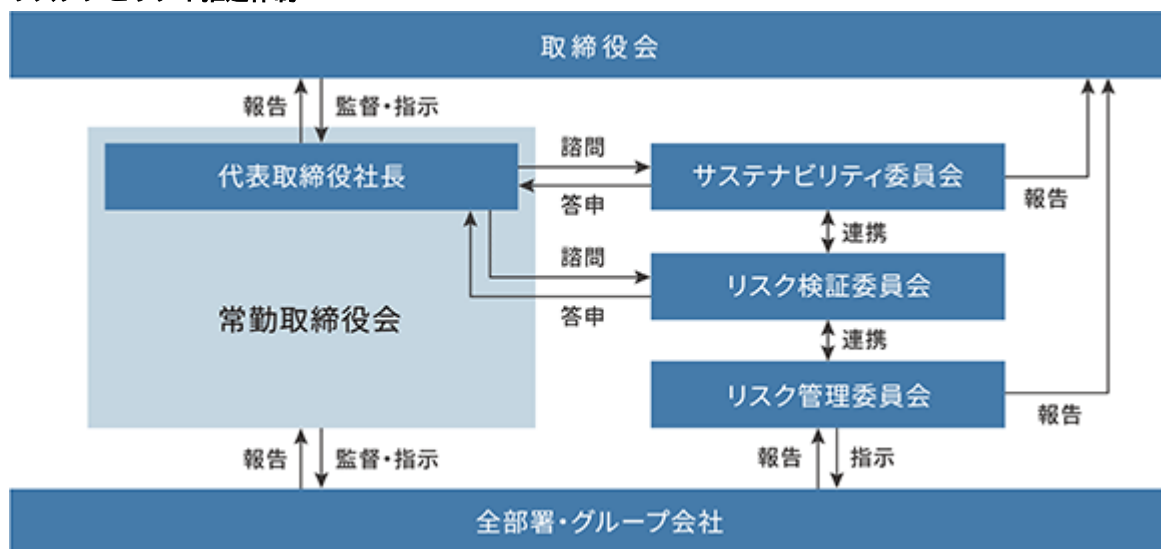 取締役会
報告
監督・指示
代表取締役社長
諮問
答申
サステナビリティ委員会
報告
連携
諮問
答申
リスク検証委員会
常勤取締役会
連携
リスク管理委員会
報告
報告
監督・指示
報告
指示
全部署・グループ会社